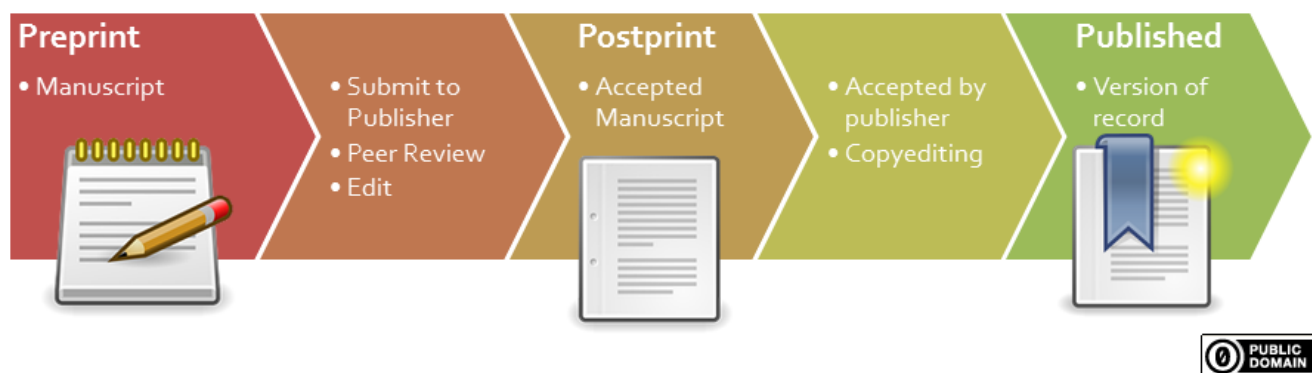 Preprint
• Manuscript
• Submit to
Publisher
• Peer Review
• Edit
Postprint
• Accepted
Manuscript
• Accepted by
publisher
• Copyediting
Published
• Version of
record
0 PUBLIC
DOMAIN